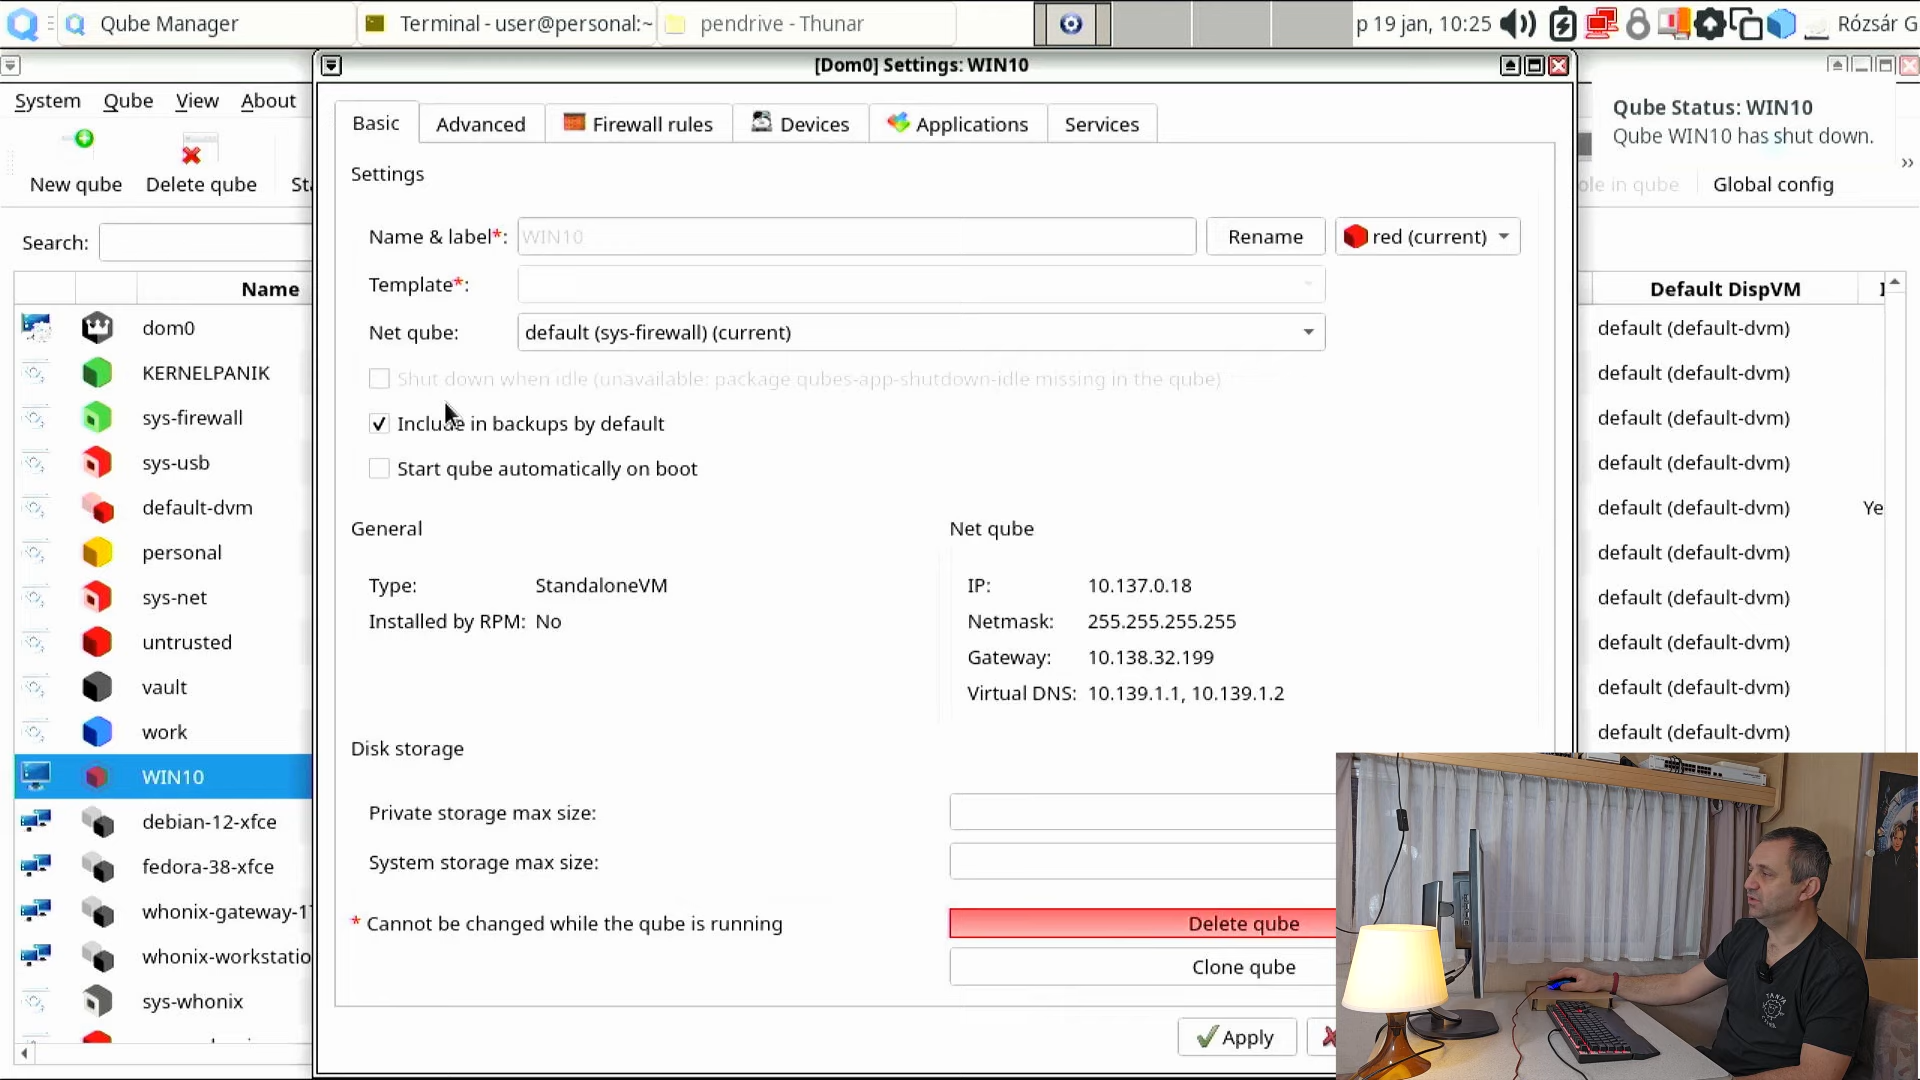 Qube Manager
Terminal - user@personal:~
pendrive - Thunar
p 19 jan, 10:25
Rózsár G
[Dom0] Settings: WIN10
System Qube View About
New qube
Delete qube
Search:
Name
dom0
KERNELPANIK
sys-firewall
sys-usb
default-dvm
personal
sys-net
untrusted
vault
work
WIN10
debian-12-xfce
fedora-38-xfce
whonix-gateway-1
whonix-workstatio
sys-whonix
Basic Advanced Firewall rules Devices Applications Services
Settings
Name & label*: WIN10 Rename red (current)
Template*:
Net qube: default (sys-firewall) (current)
Shut down when idle (unavailable: package qubes-app-shutdown-idle missing in the qube)
Include in backups by default
Start qube automatically on boot
General
Type: StandaloneVM
Installed by RPM: No
Net qube
IP: 10.137.0.18
Netmask: 255.255.255.255
Gateway: 10.138.32.199
Virtual DNS: 10.139.1.1, 10.139.1.2
Disk storage
Private storage max size:
System storage max size:
* Cannot be changed while the qube is running
Delete qube
Clone qube
Apply
Qube Status: WIN10
Qube WIN10 has shut down.
le in qube
Global config
Default DispVM
default (default-dvm)
default (default-dvm)
default (default-dvm)
default (default-dvm)
default (default-dvm) Ye
default (default-dvm)
default (default-dvm)
default (default-dvm)
default (default-dvm)
default (default-dvm)